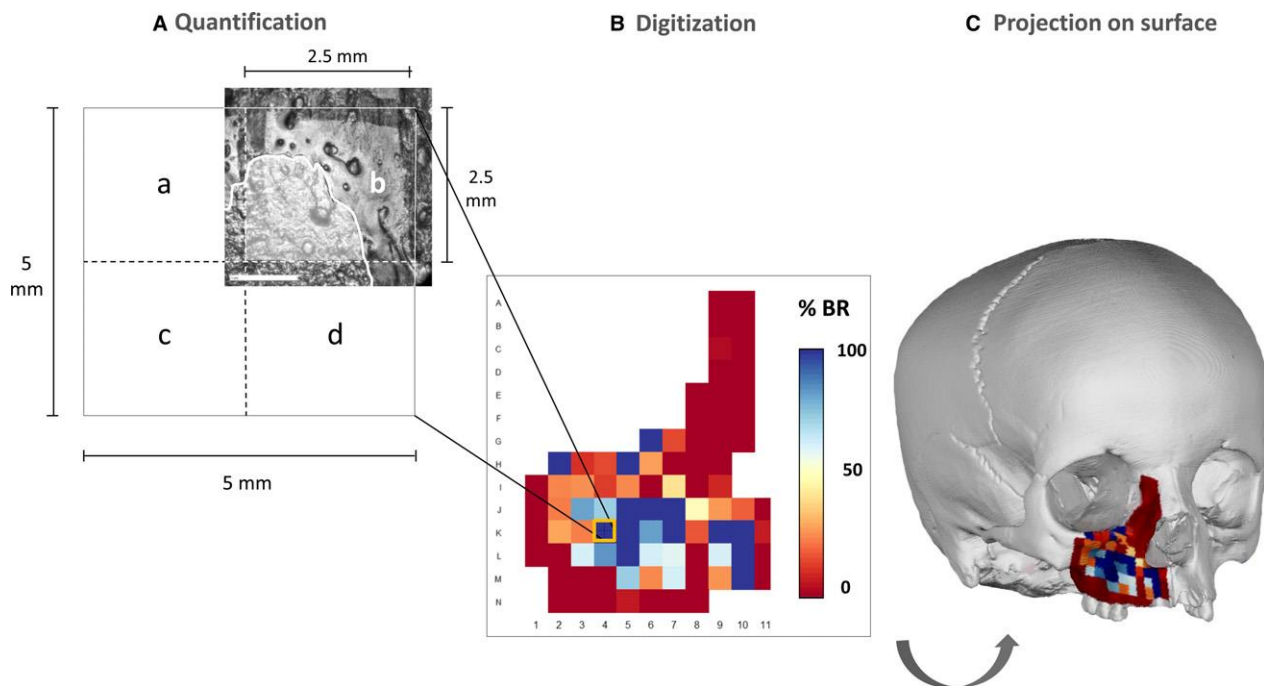 A Quantification
2.5 mm
a
b
2.5
mm
5
mm
c
d
5 mm
B Digitization
% BR
100
50
0
A
B
C
D
E
F
G
H
I
J
K
L
M
N
1 2 3 4 5 6 7 8 9 10 11
C Projection on surface